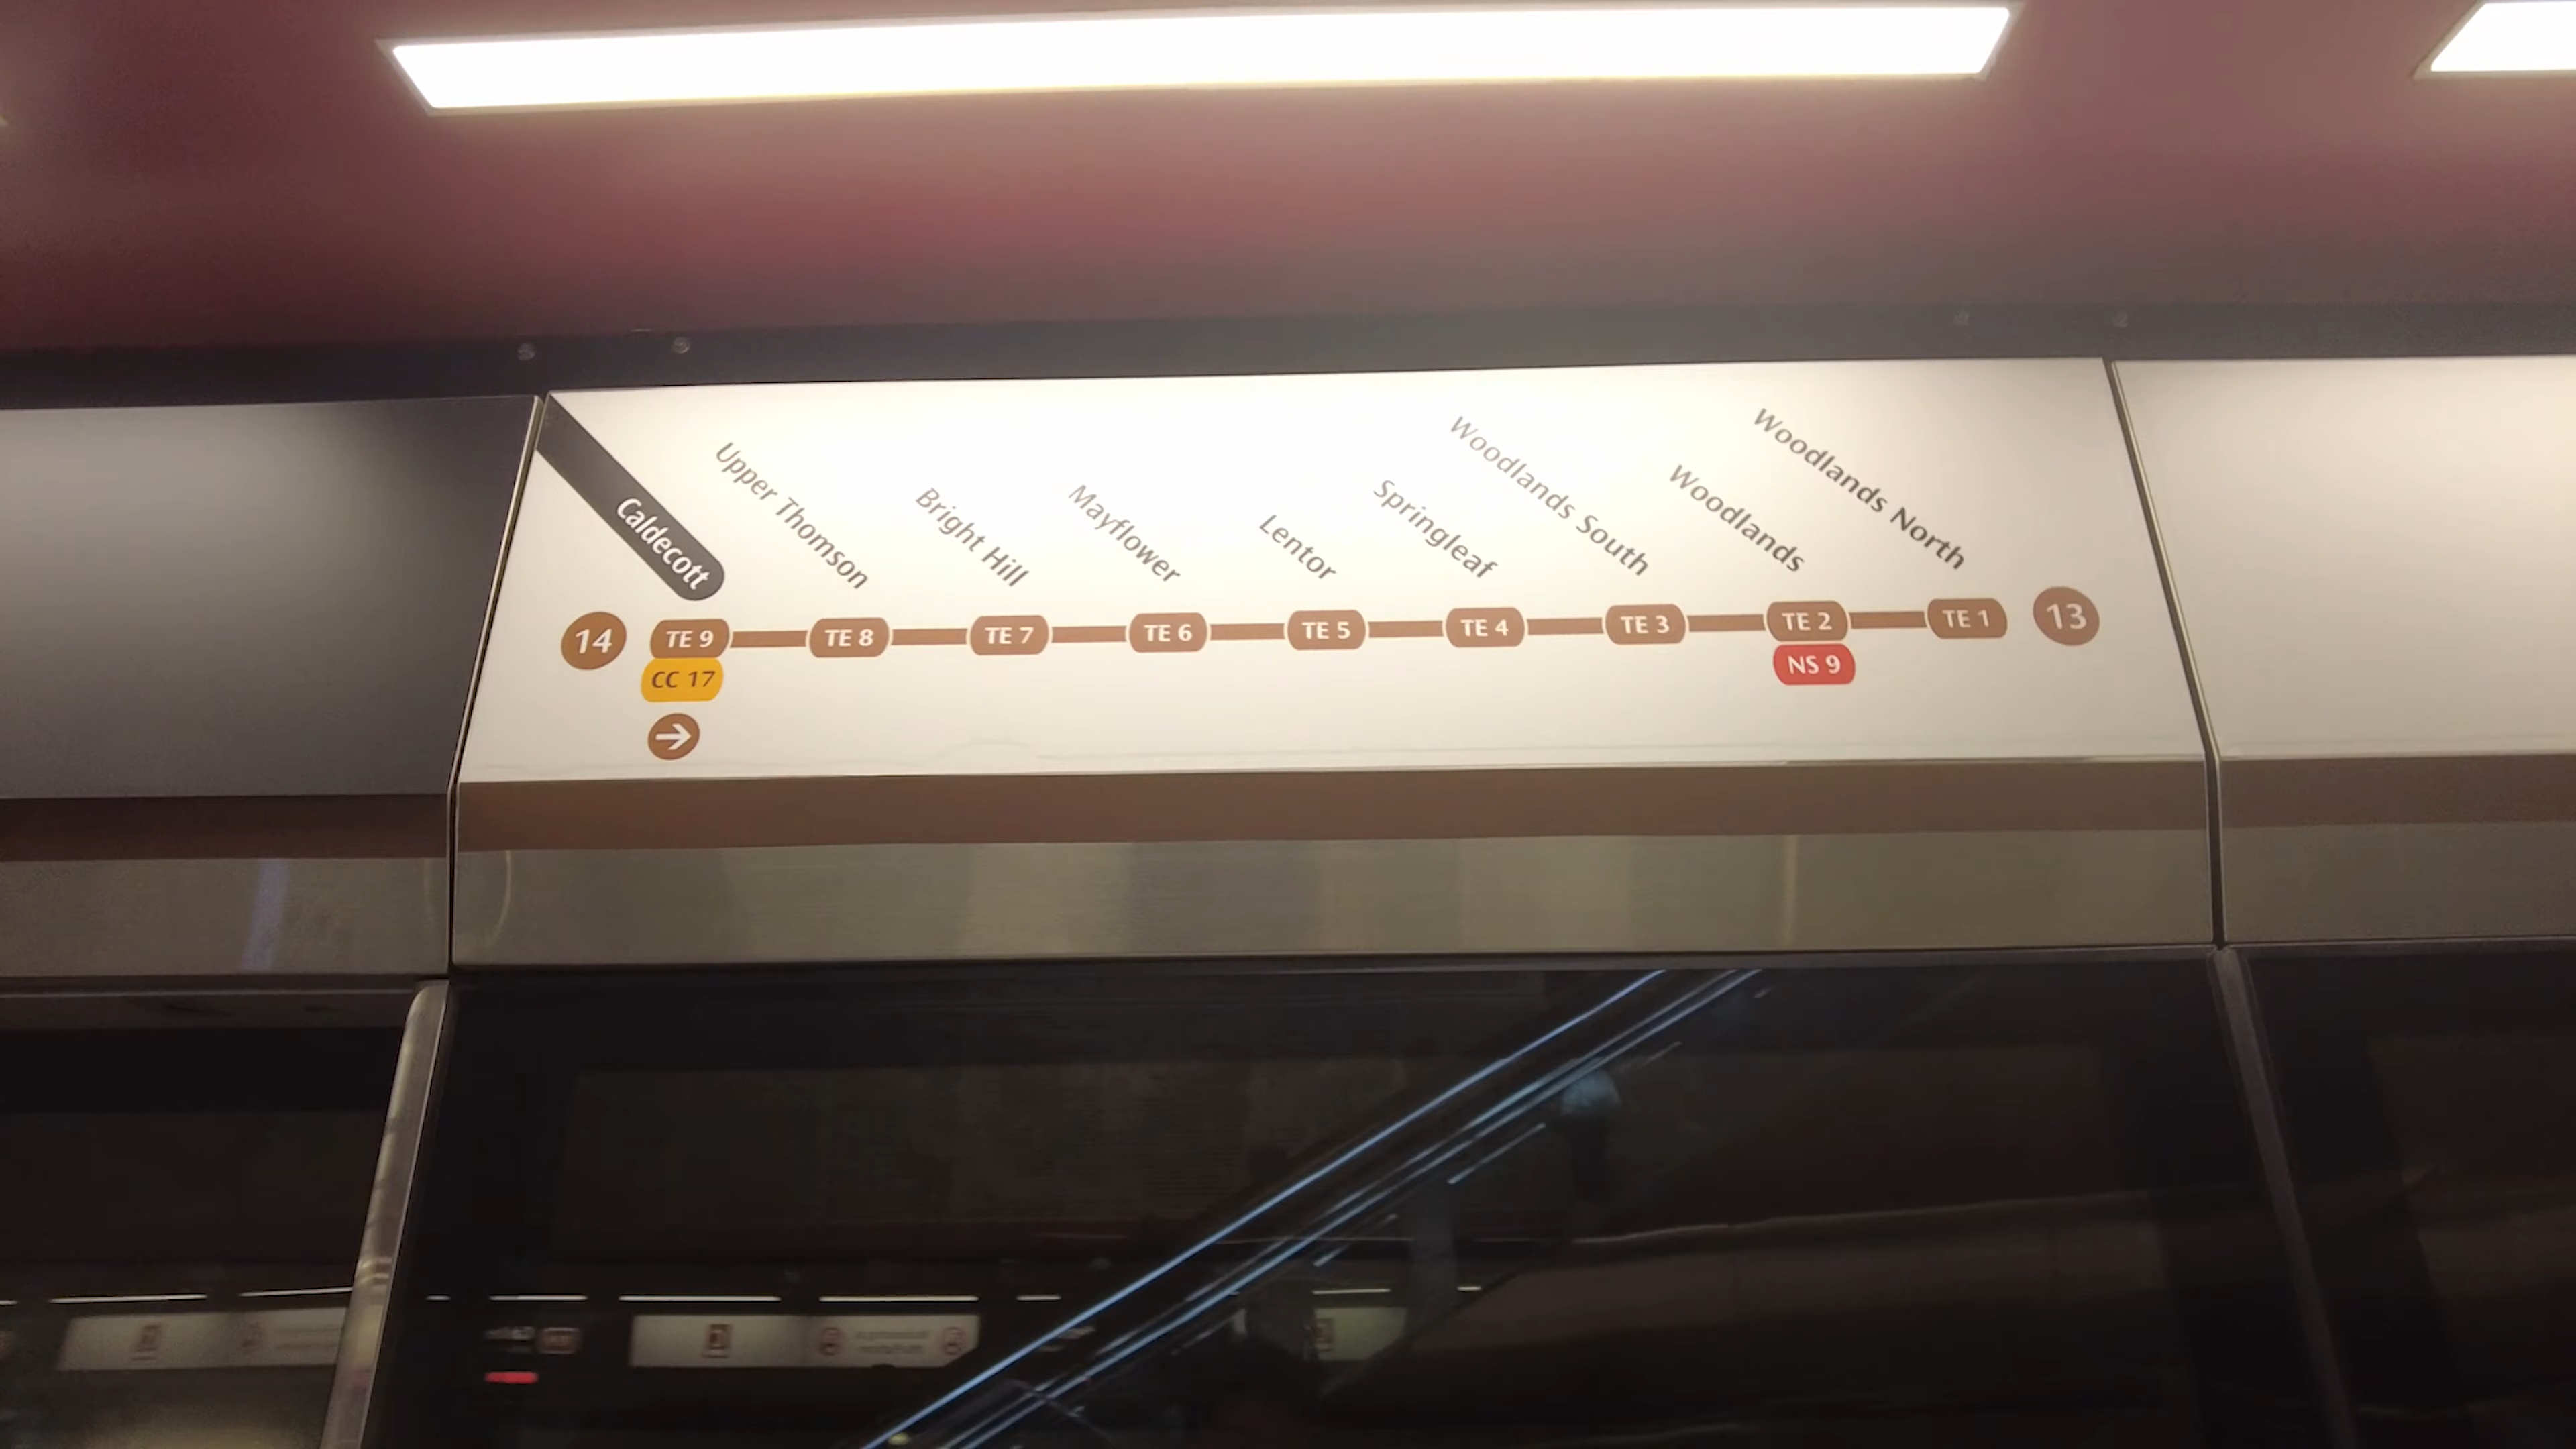 Caldecott
Upper Thomson
Bright Hill
Mayflower
Lentor
Springleaf
Woodlands South
Woodlands
Woodlands North
14
TE 9
TE 8
TE 7
TE 6
TE 5
TE 4
TE 3
TE 2
TE 1
13
CC 17
NS 9